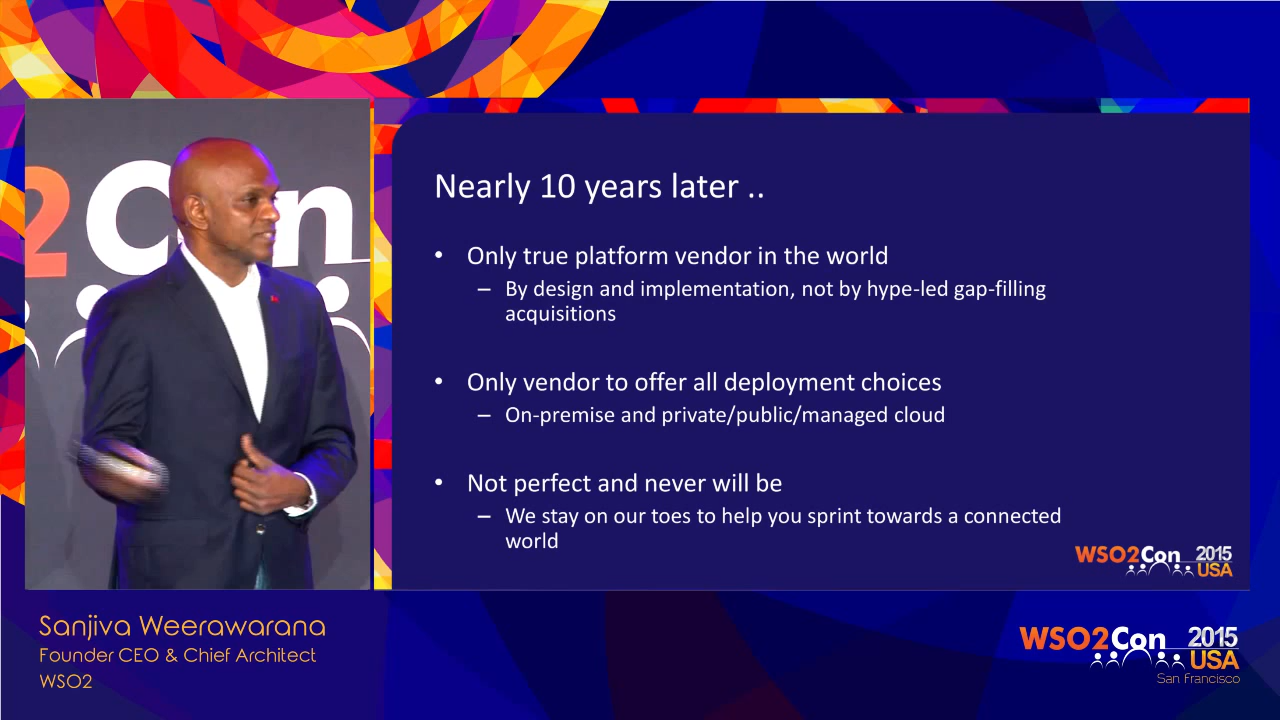 2Con
Nearly 10 years later ..
• Only true platform vendor in the world
– By design and implementation, not by hype-led gap-filling
acquisitions
• Only vendor to offer all deployment choices
– On-premise and private/public/managed cloud
• Not perfect and never will be
– We stay on our toes to help you sprint towards a connected
world
WSO2Con 2015
USA
Sanjiva Weerawarana
Founder CEO & Chief Architect
WSO2
WSO2Con 2015
USA
San Francisco